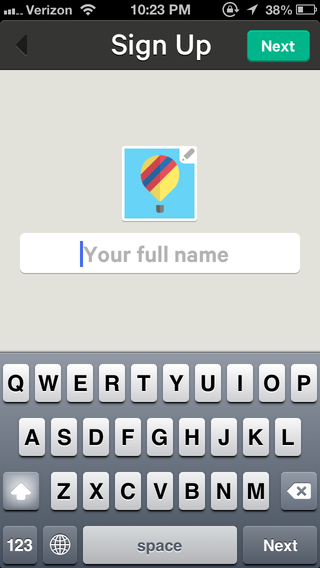 Verizon 10:23 PM 38%
Sign Up Next
Your full name
Q W E R T Y U I O P
A S D F G H J K L
Z X C V B N M
123 space Next